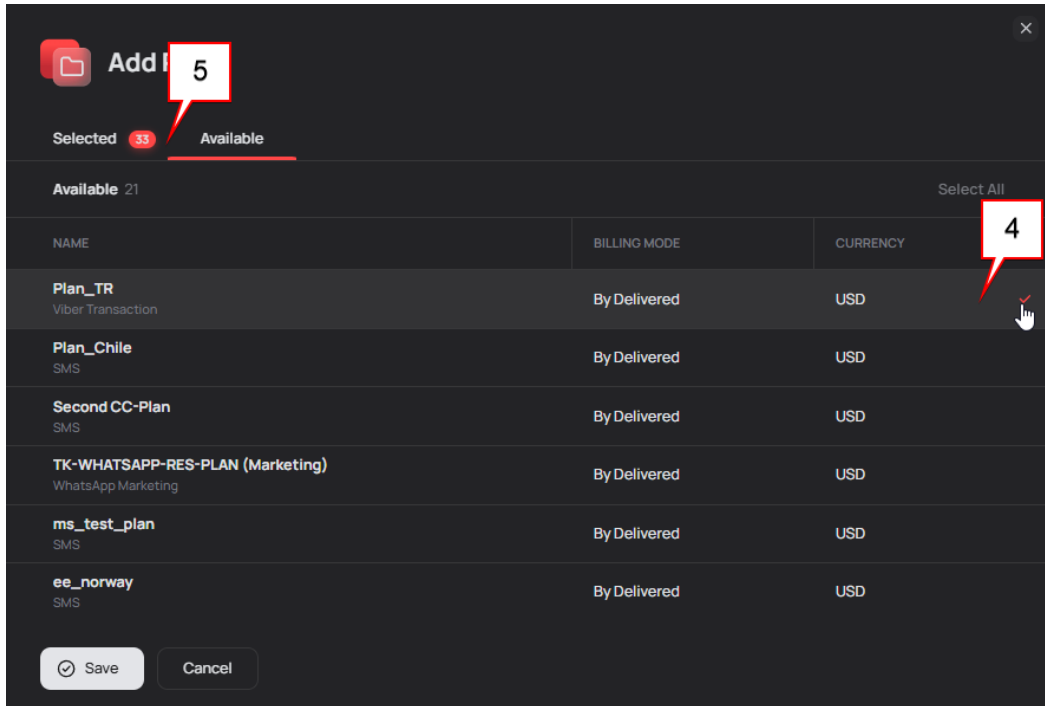 Add
5
Selected 33 Available
Available 21 Select All
4
NAME BILLING MODE CURRENCY
Plan_TR By Delivered USD
Viber Transaction
Plan_Chile By Delivered USD
SMS
Second CC-Plan By Delivered USD
SMS
TK-WHATSAPP-RES-PLAN (Marketing) By Delivered USD
WhatsApp Marketing
ms_test_plan By Delivered USD
SMS
ee_norway By Delivered USD
SMS
Save Cancel